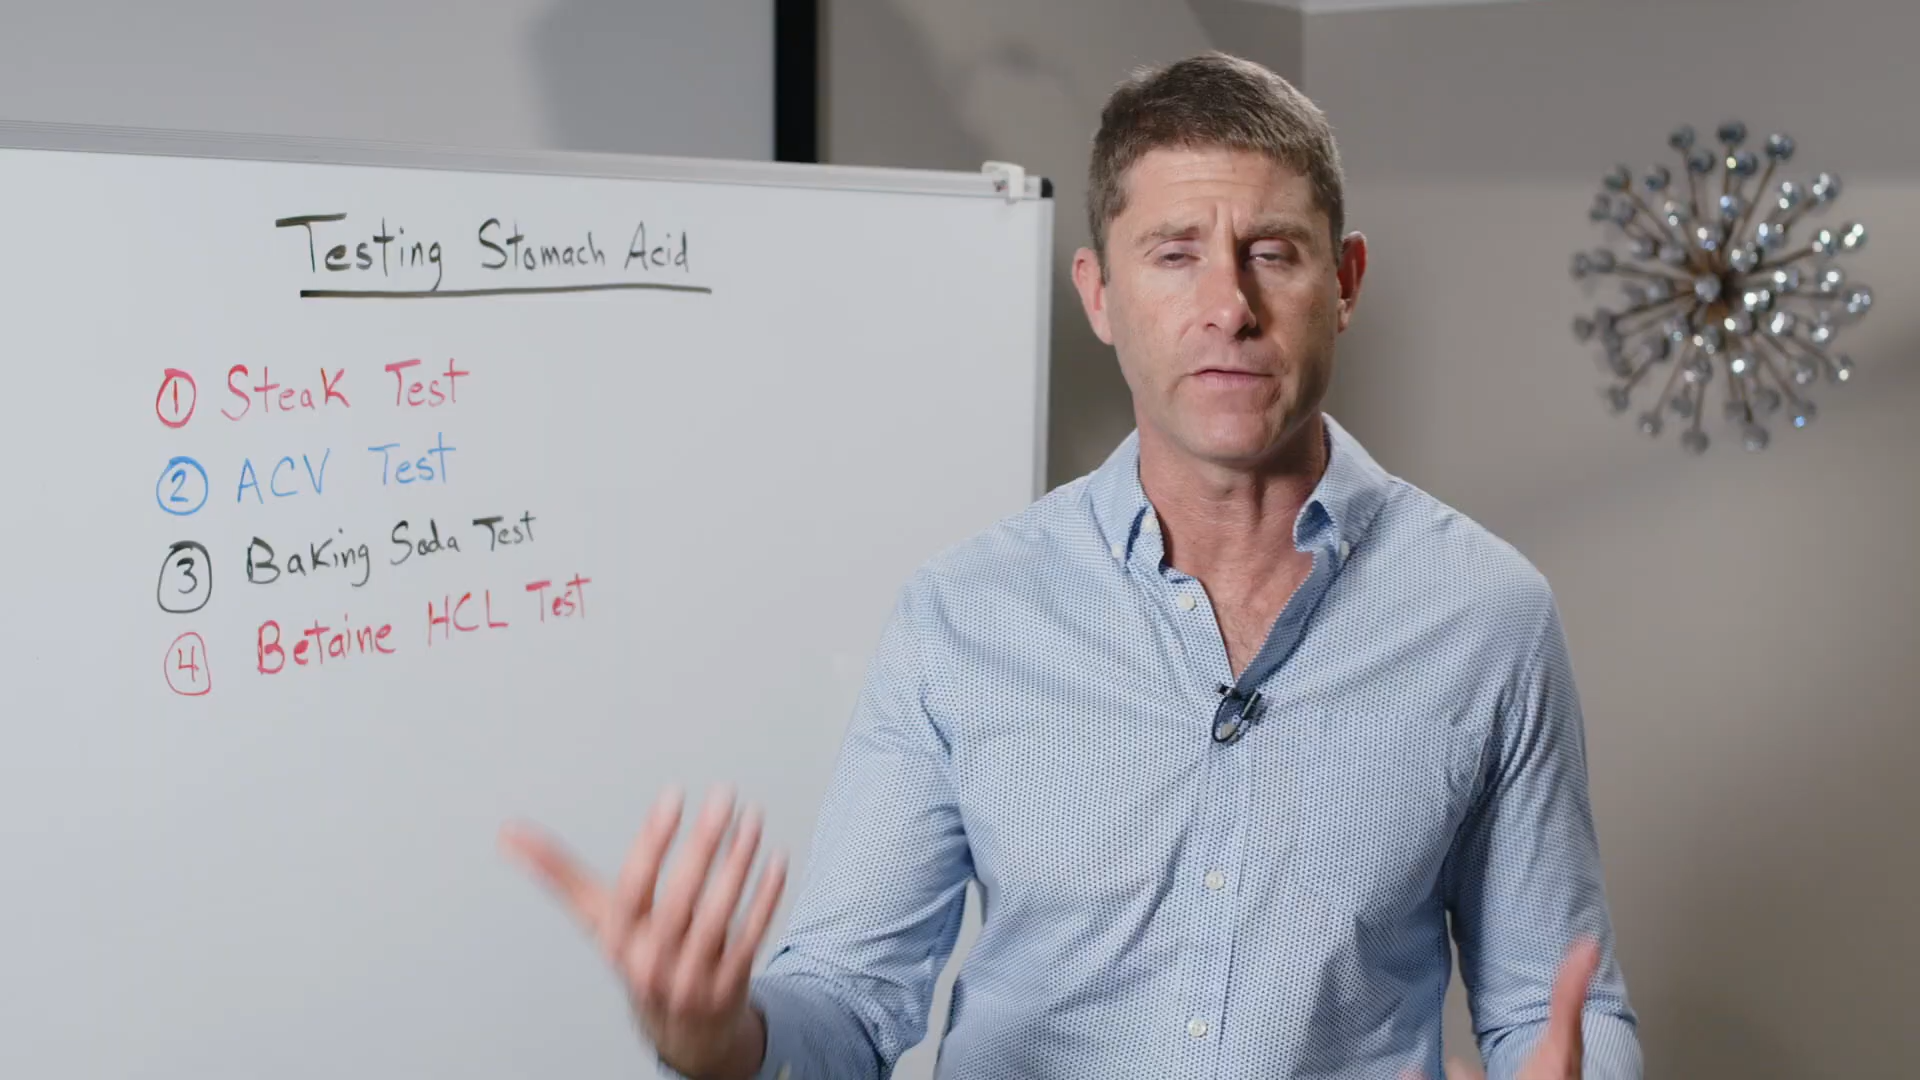 Testing Stomach Acid
① Steak Test
② ACV Test
③ Baking Soda Test
④ Betaine HCL Test